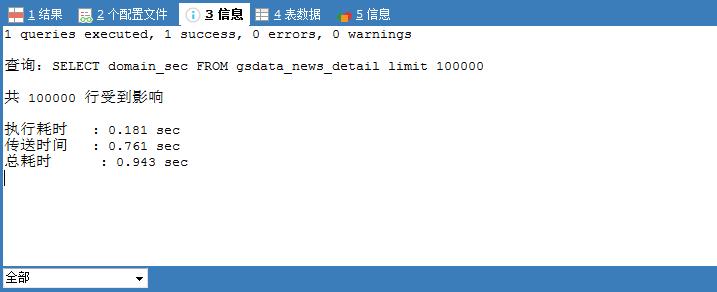 1 结果 2 个配置文件 3 信息 4 表数据 5 信息
1 queries executed, 1 success, 0 errors, 0 warnings
查询：SELECT domain_sec FROM gsdata_news_detail limit 100000
共 100000 行受到影响
执行耗时 : 0.181 sec
传送时间 : 0.761 sec
总耗时 : 0.943 sec
全部